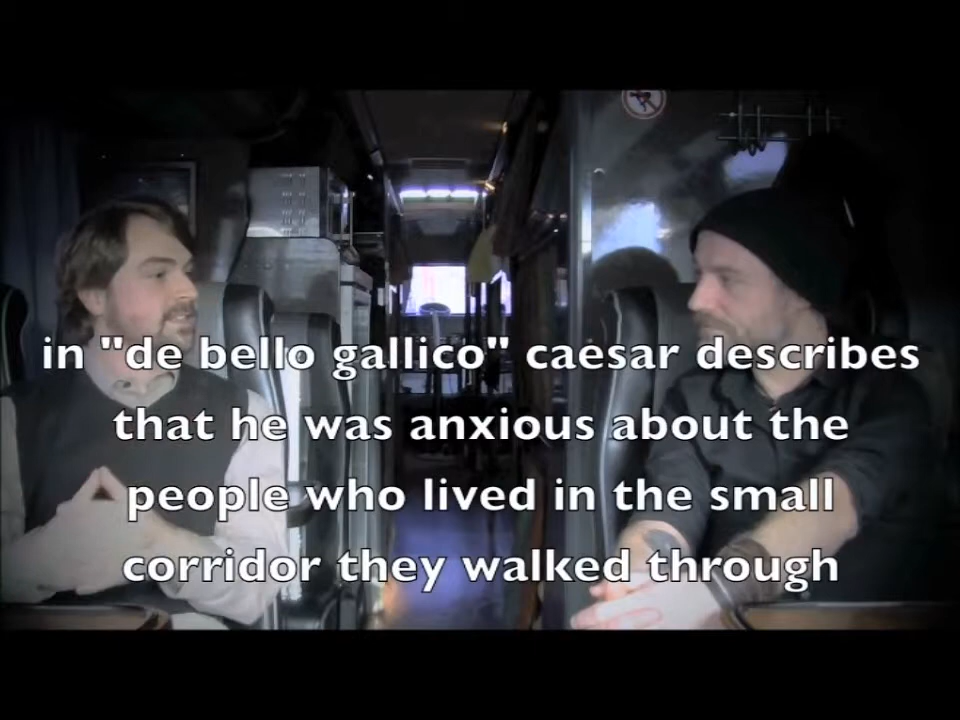 in "de bello gallico" caesar describes
that he was anxious about the
people who lived in the small
corridor they walked through